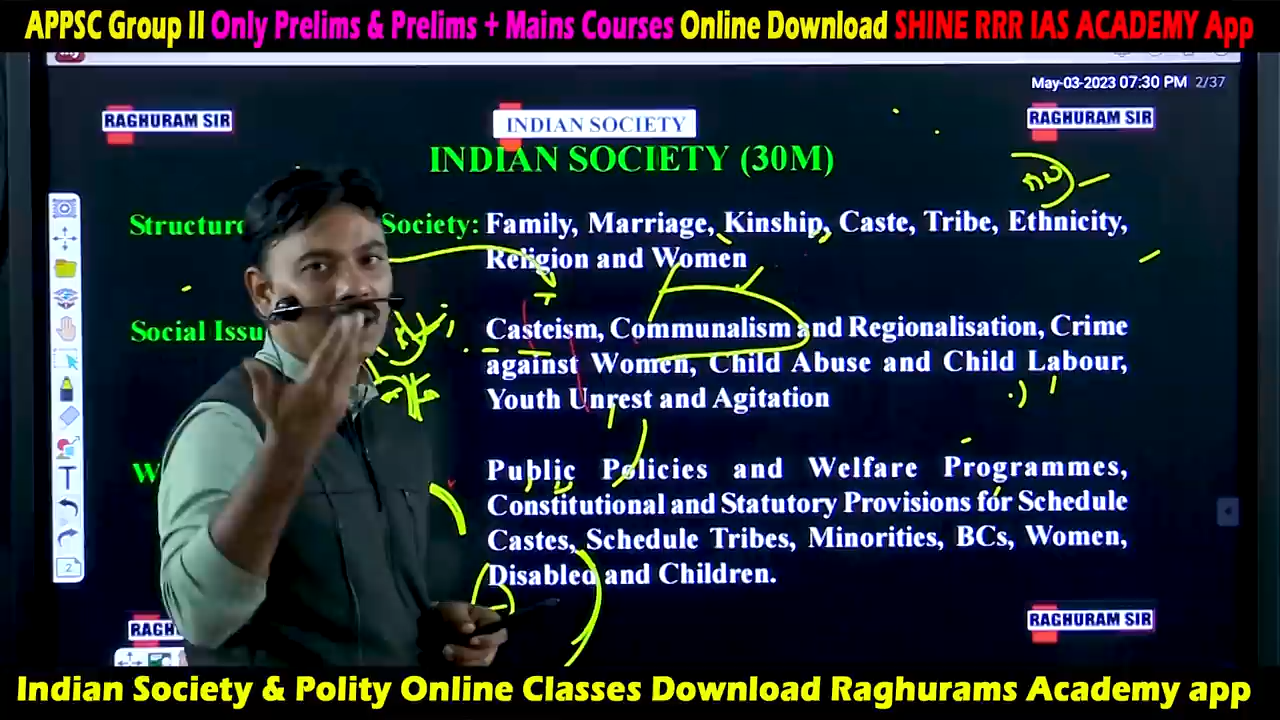 APPSC Group II Only Prelims & Prelims + Mains Courses Online Download SHINE RRR IAS ACADEMY App
May-03-2023 07:30 PM 2/37
RAGHURAM SIR
INDIAN SOCIETY
RAGHURAM SIR
INDIAN SOCIETY (30M)
Structure Society: Family, Marriage, Kinship, Caste, Tribe, Ethnicity,
Religion and Women
Social Issu Casteism, Communalism and Regionalisation, Crime
against Women, Child Abuse and Child Labour,
Youth Unrest and Agitation
W Public Policies and Welfare Programmes,
Constitutional and Statutory Provisions for Schedule
Castes, Schedule Tribes, Minorities, BCs, Women,
Disabled and Children.
2
RAGH
RAGHURAM SIR
Indian Society & Polity Online Classes Download Raghurams Academy app